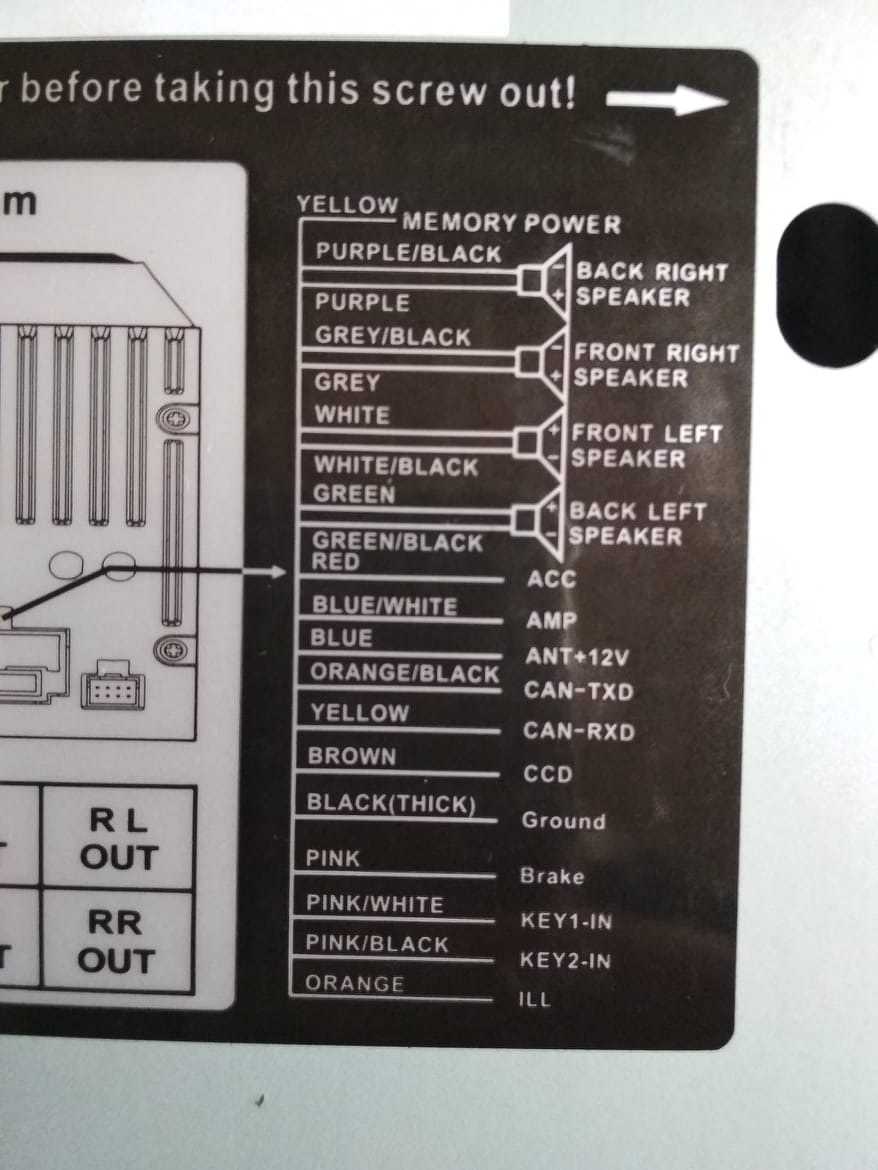 r before taking this screw out!
m
YELLOW
MEMORY POWER
PURPLE/BLACK
BACK RIGHT
SPEAKER
PURPLE
GREY/BLACK
FRONT RIGHT
SPEAKER
GREY
WHITE
FRONT LEFT
SPEAKER
WHITE/BLACK
GREEN
BACK LEFT
SPEAKER
GREEN/BLACK
RED
ACC
BLUE/WHITE
AMP
BLUE
ANT+12V
ORANGE/BLACK
CAN-TXD
YELLOW
CAN-RXD
BROWN
CCD
BLACK(THICK)
Ground
PINK
Brake
PINK/WHITE
KEY1-IN
PINK/BLACK
KEY2-IN
ORANGE
ILL
R L
OUT
T
RR
OUT
T